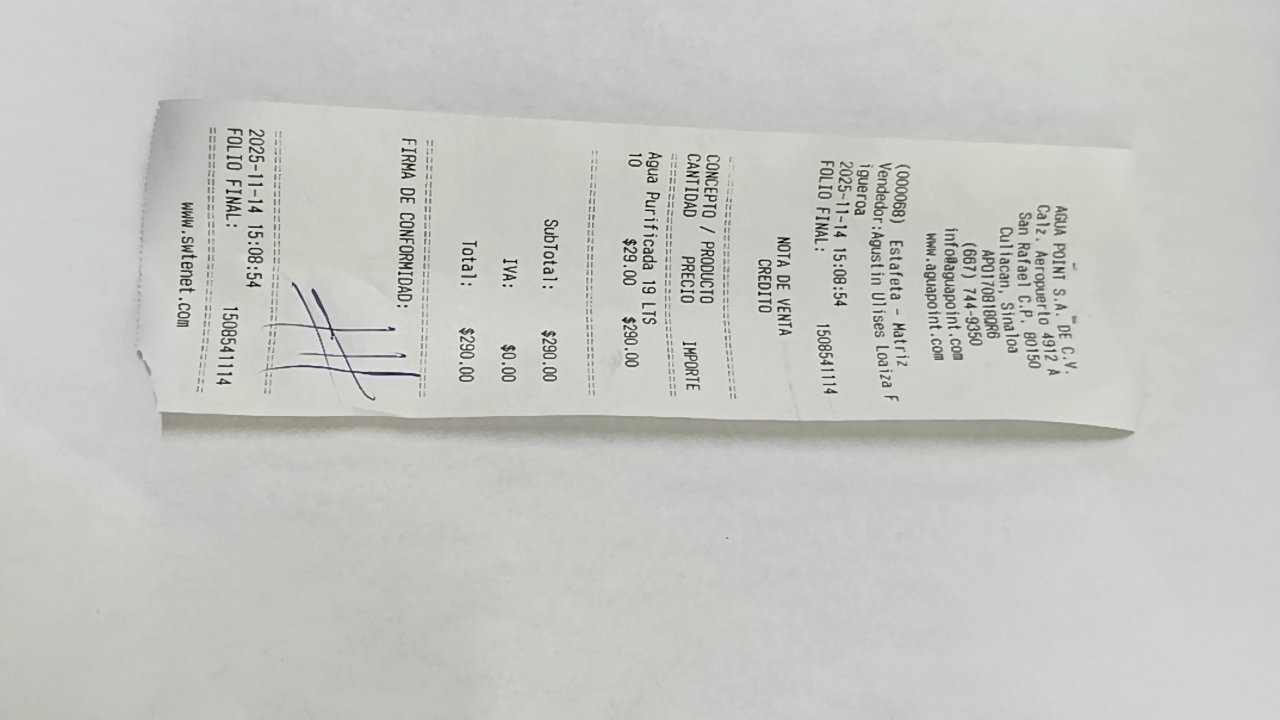 AGUA POINT S.A. DE C.V.
Calz. Aeropuerto 4912 A
San Rafael C.P. 80150
Culiacan, Sinaloa
APO170818QR6
(667) 744-9350
info@aguapoint.com
www.aguapoint.com
(000068) Estafeta - Matriz
Vendedor:Agustin Ulises Loaiza F
igueroa
2025-11-14 15:08:54
FOLIO FINAL: 1508541114
NOTA DE VENTA
CREDITO
CONCEPTO / PRODUCTO
CANTIDAD PRECIO IMPORTE
Agua Purificada 19 LTS
10 $29.00 $290.00
SubTotal: $290.00
IVA: $0.00
Total: $290.00
FIRMA DE CONFORMIDAD:
2025-11-14 15:08:54
FOLIO FINAL: 1508541114
www.swtenet.com